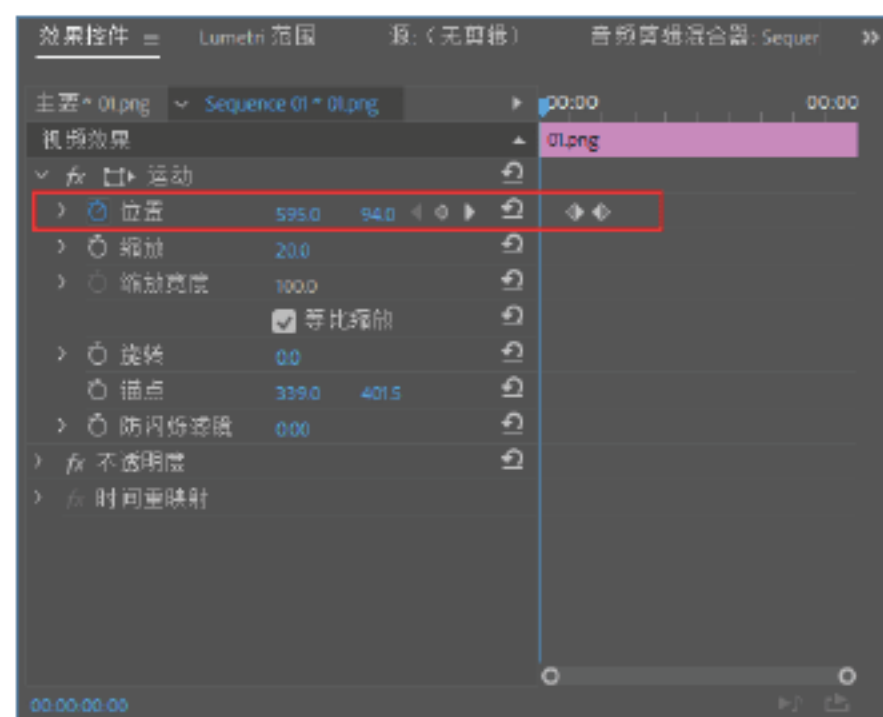 效果控件 Lumetri 范围 源:（无剪辑） 音频剪辑混合器: Sequer
主要 * 01.png Sequence 01 * 01.png 00:00 00:00
视频效果 01.png
fx 运动
位置 595.0 94.0
缩放 20.0
缩放宽度 100.0
等比缩放
旋转 0.0
锚点 339.0 401.5
防闪烁滤镜 0.00
fx 不透明度
fx 时间重映射
00:00:00:00